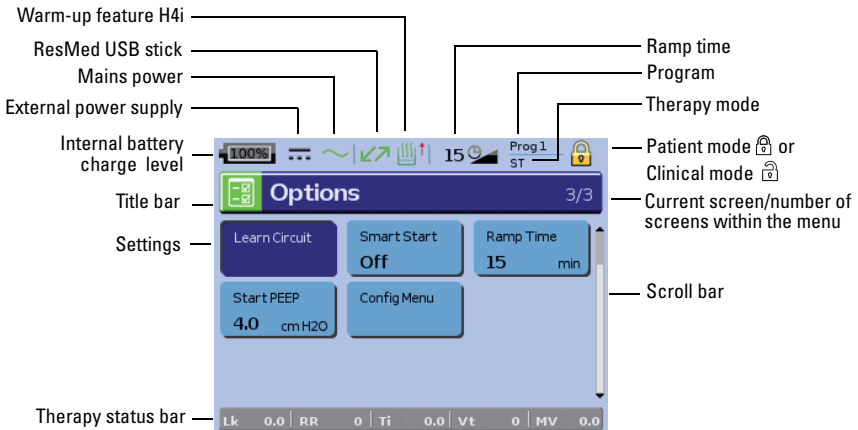 Warm-up feature H4i
ResMed USB stick
Mains power
External power supply
Internal battery
charge level
Title bar
Settings
Therapy status bar
Ramp time
Program
Therapy mode
Patient mode or
Clinical mode
Current screen/number of
screens within the menu
Scroll bar
100% 15 Prog 1
ST
Options 3/3
Learn Circuit
Smart Start
Off
Ramp Time
15 min
Start PEEP
4.0 cm H2O
Config Menu
Lk 0.0 RR 0 Ti 0.0 Vt 0 MV 0.0